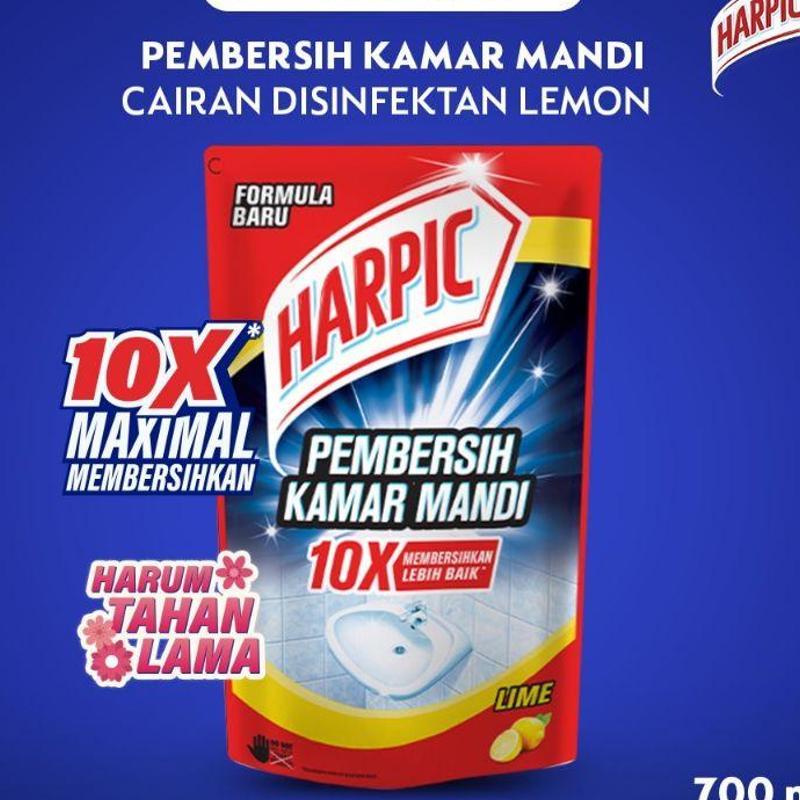 HARPIC
PEMBERSIH KAMAR MANDI
CAIRAN DISINFEKTAN LEMON
FORMULA
BARU
HARPIC
10X*
MAXIMAL
MEMBERSIHKAN
PEMBERSIH
KAMAR MANDI
10X MEMBERSIHKAN
LEBIH BAIK*
HARUM
TAHAN
LAMA
LIME
700 m